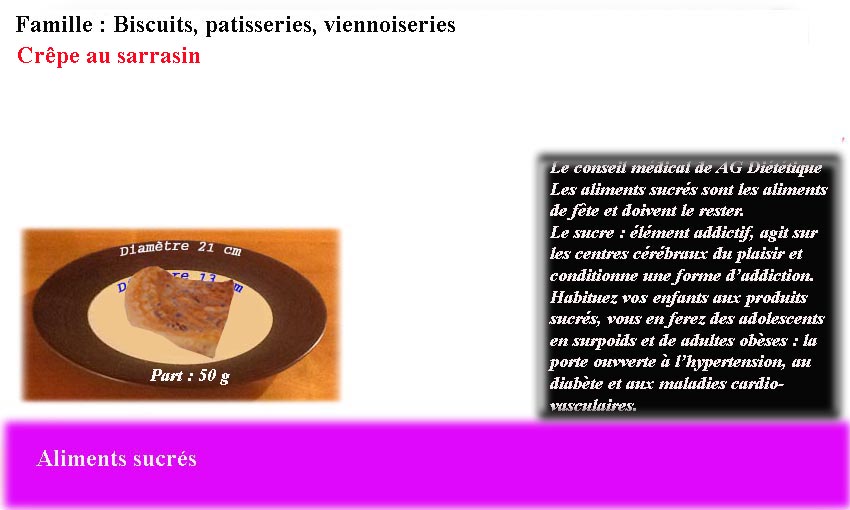 Famille : Biscuits, patisseries, viennoiseries
Crêpe au sarrasin
Le conseil médical de AG Diététique
Les aliments sucrés sont les aliments
de fête et doivent le rester.
Le sucre : élément addictif, agit sur
les centres cérébraux du plaisir et
conditionne une forme d’addiction.
Habituez vos enfants aux produits
sucrés, vous en ferez des adolescents
en surpoids et de adultes obèses : la
porte ouvverte à l’hypertension, au
diabète et aux maladies cardio-
vasculaires.
Diamètre 21 cm
13
Part : 50 g
Aliments sucrés